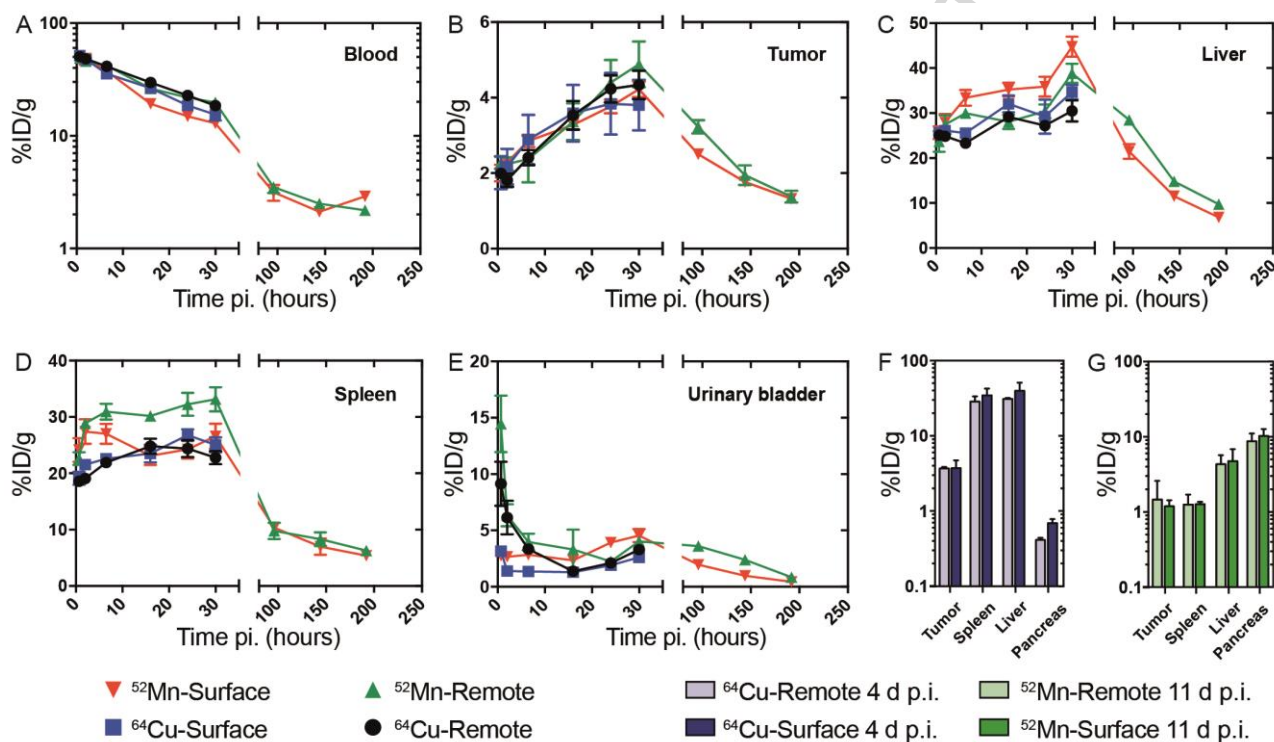 A
Blood
%ID/g
100
10
1
0
10
20
30
100
150
200
250
Time pi. (hours)
B
Tumor
%ID/g
6
4
2
0
0
10
20
30
100
150
200
250
Time pi. (hours)
C
Liver
%ID/g
50
40
30
20
10
0
0
10
20
30
100
150
200
250
Time pi. (hours)
D
Spleen
%ID/g
40
30
20
10
0
0
10
20
30
100
150
200
250
Time pi. (hours)
E
Urinary bladder
%ID/g
20
15
10
5
0
0
10
20
30
100
150
200
250
Time pi. (hours)
F
%ID/g
100
10
1
0.1
Tumor
Spleen
Liver
Pancreas
G
%ID/g
100
10
1
0.1
Tumor
Spleen
Liver
Pancreas
⁵²Mn-Surface
⁵²Mn-Remote
⁶⁴Cu-Remote 4 d p.i.
⁵²Mn-Remote 11 d p.i.
⁶⁴Cu-Surface
⁶⁴Cu-Remote
⁶⁴Cu-Surface 4 d p.i.
⁵²Mn-Surface 11 d p.i.